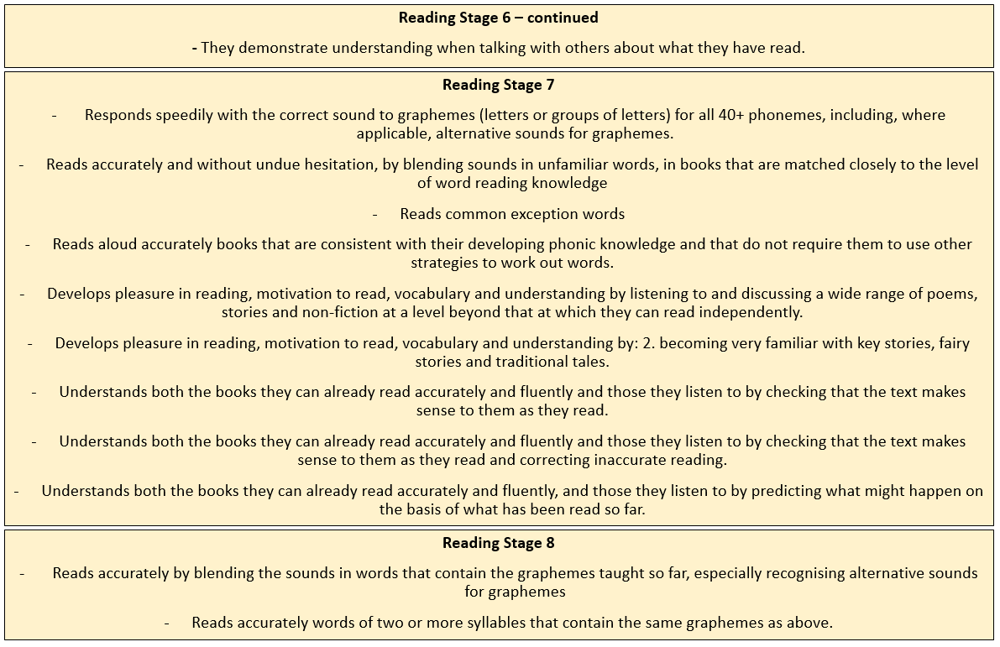 Reading Stage 6 – continued
- They demonstrate understanding when talking with others about what they have read.
Reading Stage 7
- Responds speedily with the correct sound to graphemes (letters or groups of letters) for all 40+ phonemes, including, where
applicable, alternative sounds for graphemes.
- Reads accurately and without undue hesitation, by blending sounds in unfamiliar words, in books that are matched closely to the level
of word reading knowledge
- Reads common exception words
- Reads aloud accurately books that are consistent with their developing phonic knowledge and that do not require them to use other
strategies to work out words.
- Develops pleasure in reading, motivation to read, vocabulary and understanding by listening to and discussing a wide range of poems,
stories and non-fiction at a level beyond that at which they can read independently.
- Develops pleasure in reading, motivation to read, vocabulary and understanding by: 2. becoming very familiar with key stories, fairy
stories and traditional tales.
- Understands both the books they can already read accurately and fluently and those they listen to by checking that the text makes
sense to them as they read.
- Understands both the books they can already read accurately and fluently and those they listen to by checking that the text makes
sense to them as they read and correcting inaccurate reading.
- Understands both the books they can already read accurately and fluently, and those they listen to by predicting what might happen on
the basis of what has been read so far.
Reading Stage 8
- Reads accurately by blending the sounds in words that contain the graphemes taught so far, especially recognising alternative sounds
for graphemes
- Reads accurately words of two or more syllables that contain the same graphemes as above.